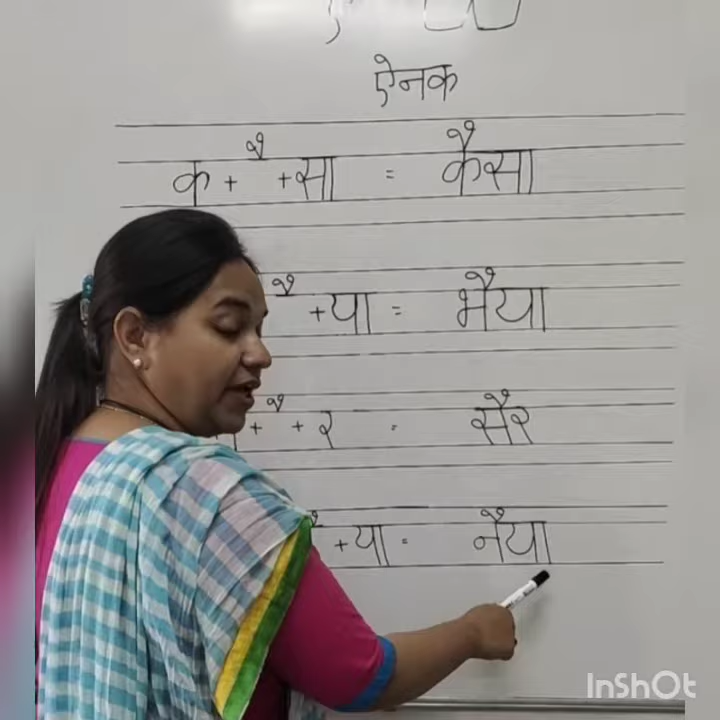 ऐनक
क + ै + सा = कैसा
ै + या = भैया
+ ै + र = सैर
ै + या = नैया
InShOt